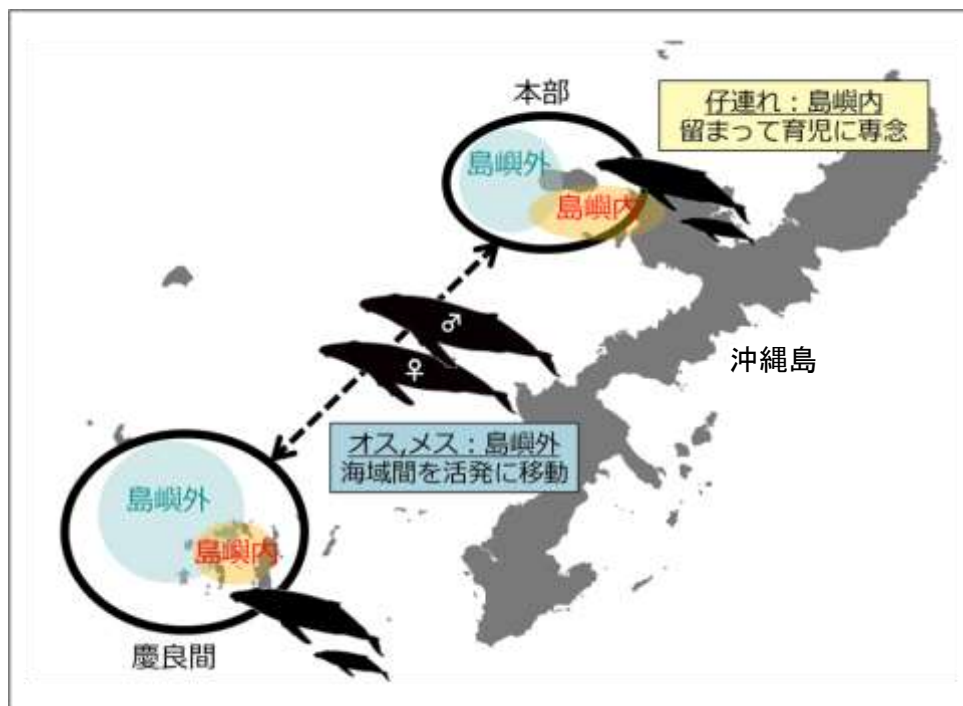 本部
仔連れ：島嶼内
留まって育児に専念
島嶼外
島嶼内
♂
♀
沖縄島
オス,メス：島嶼外
海域間を活発に移動
島嶼外
島嶼内
慶良間